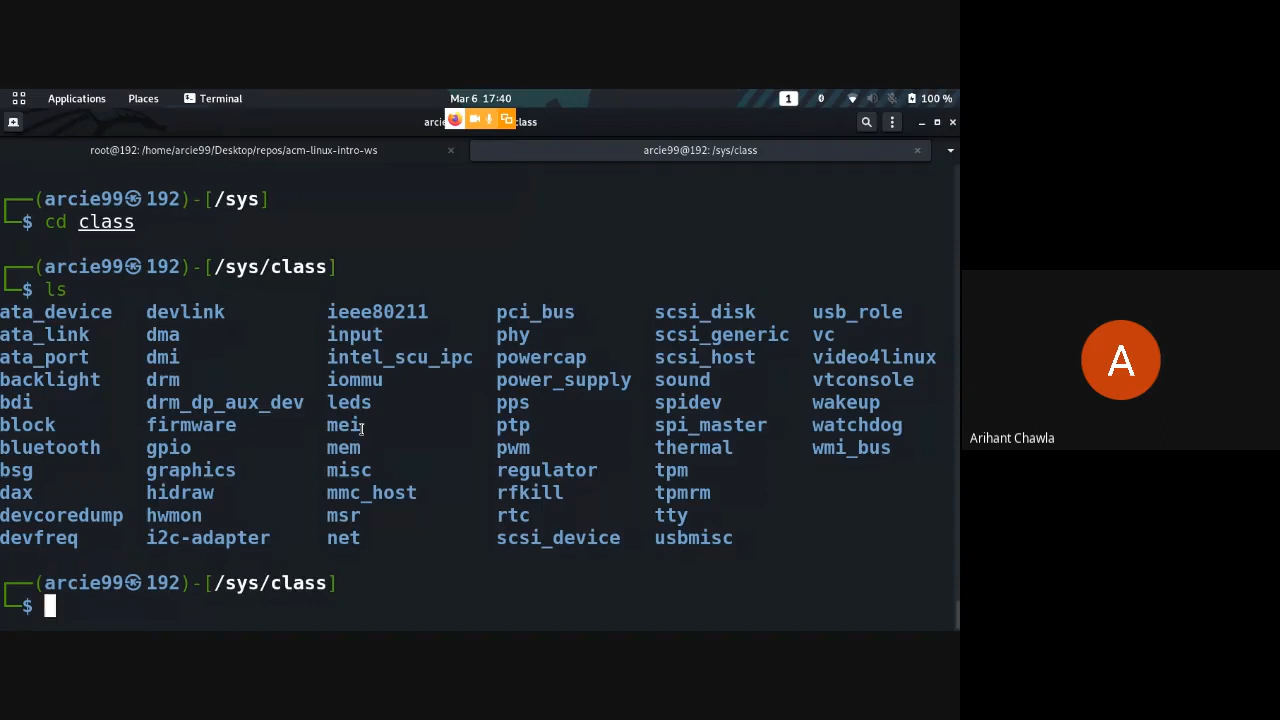 Applications Places Terminal Mar 6 17:40 1 0 100 %
arcie class
root@192: /home/arcie99/Desktop/repos/acm-linux-intro-ws × arcie99@192: /sys/class ×
┌──(arcie99㉿192)-[/sys]
└─$ cd class
┌──(arcie99㉿192)-[/sys/class]
└─$ ls
ata_device devlink ieee80211 pci_bus scsi_disk usb_role
ata_link dma input phy scsi_generic vc
ata_port dmi intel_scu_ipc powercap scsi_host video4linux
backlight drm iommu power_supply sound vtconsole
bdi drm_dp_aux_dev leds pps spidev wakeup
block firmware mei ptp spi_master watchdog
bluetooth gpio mem pwm thermal wmi_bus
bsg graphics misc regulator tpm
dax hidraw mmc_host rfkill tpmrm
devcoredump hwmon msr rtc tty
devfreq i2c-adapter net scsi_device usbmisc
┌──(arcie99㉿192)-[/sys/class]
└─$
A
Arihant Chawla